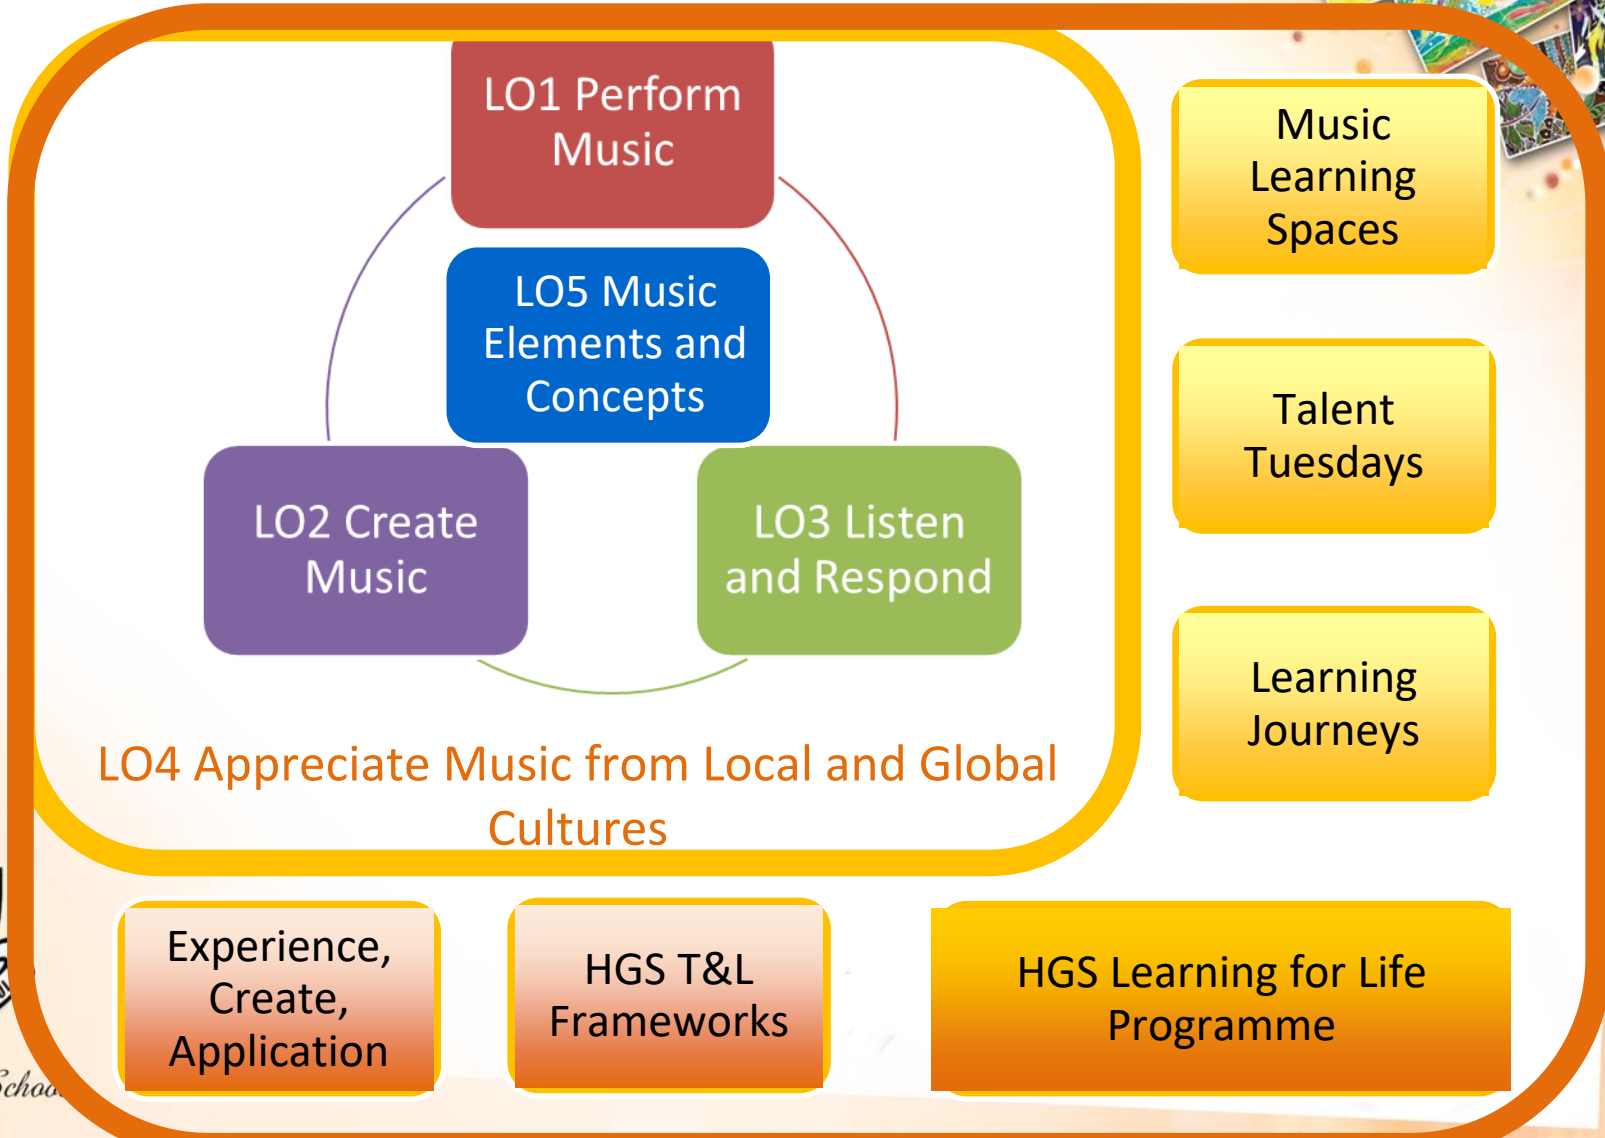 LO1 Perform
Music
LO5 Music
Elements and
Concepts
LO2 Create
Music
LO3 Listen
and Respond
LO4 Appreciate Music from Local and Global
Cultures
Music
Learning
Spaces
Talent
Tuesdays
Learning
Journeys
Experience,
Create,
Application
HGS T&L
Frameworks
HGS Learning for Life
Programme